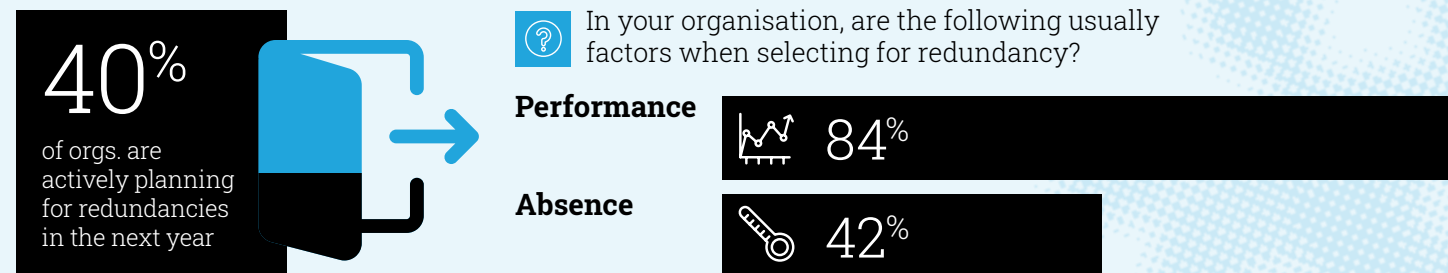 40%
of orgs. are
actively planning
for redundancies
in the next year
In your organisation, are the following usually
factors when selecting for redundancy?
Performance
84%
Absence
42%